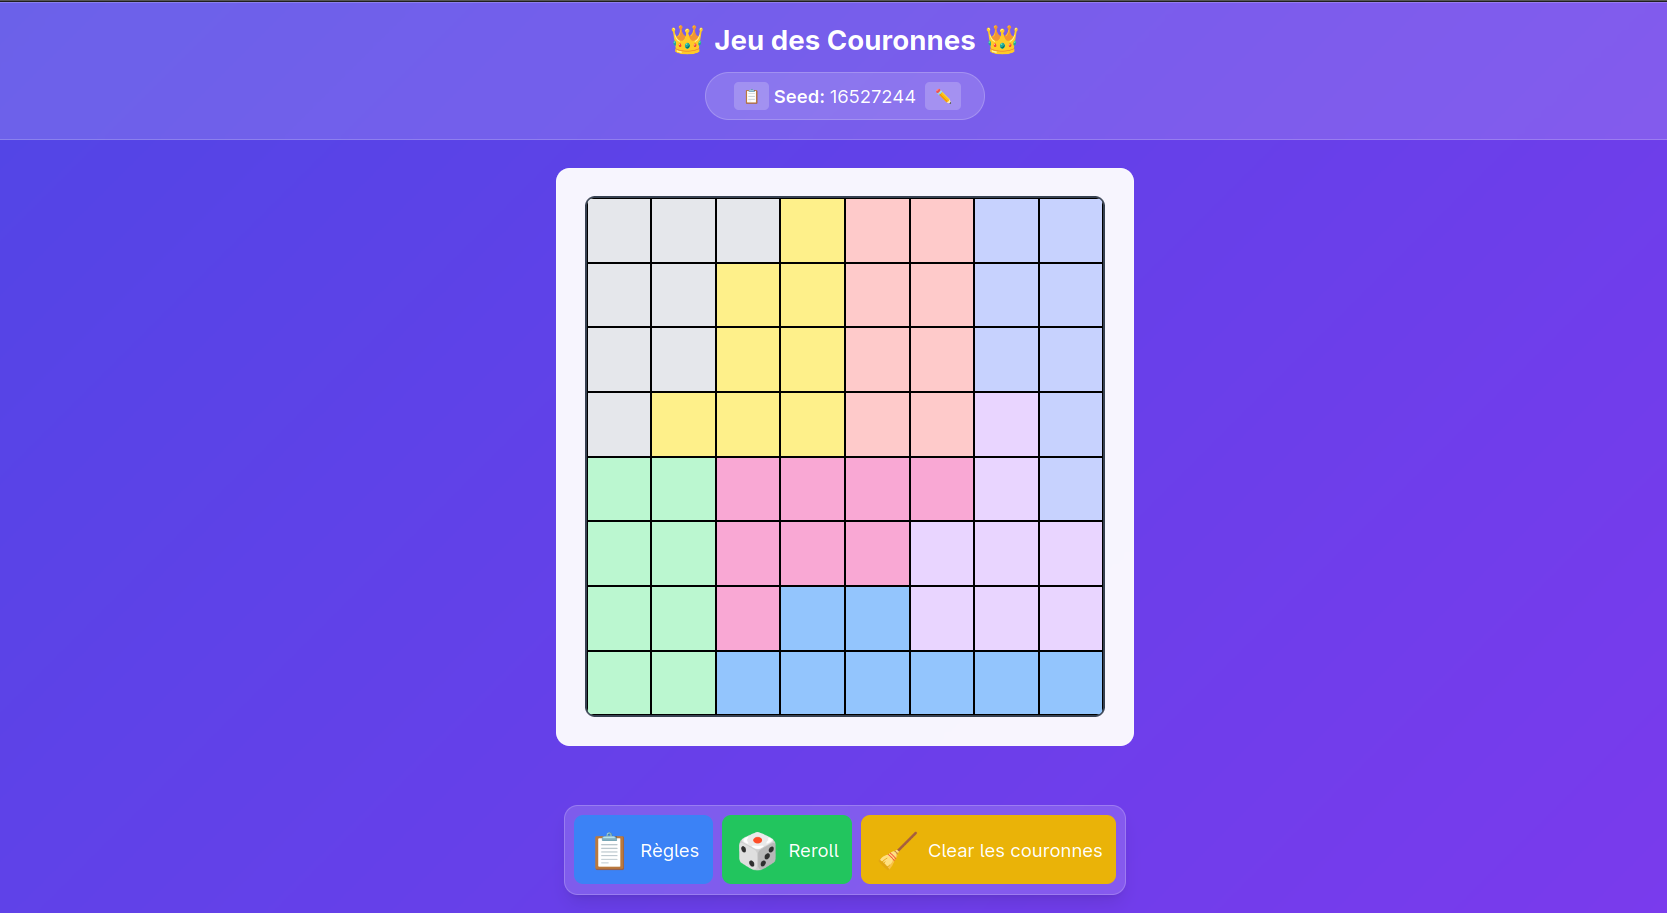 Jeu des Couronnes
Seed: 16527244
Règles
Reroll
Clear les couronnes